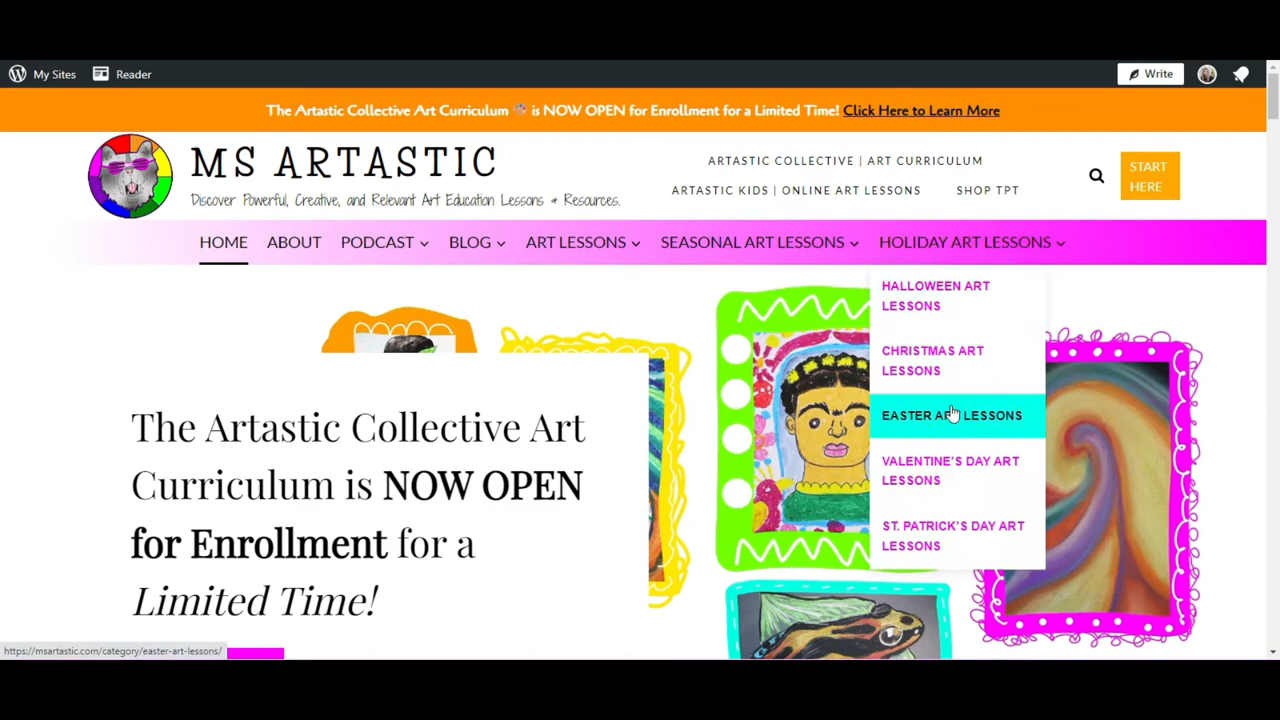 My Sites Reader Write
The Artastic Collective Art Curriculum 🎨 is NOW OPEN for Enrollment for a Limited Time! Click Here to Learn More
MS ARTASTIC
Discover Powerful, Creative, and Relevant Art Education Lessons & Resources.
ARTASTIC COLLECTIVE | ART CURRICULUM
ARTASTIC KIDS | ONLINE ART LESSONS SHOP TPT
START
HERE
HOME ABOUT PODCAST BLOG ART LESSONS SEASONAL ART LESSONS HOLIDAY ART LESSONS
HALLOWEEN ART
LESSONS
CHRISTMAS ART
LESSONS
EASTER ART LESSONS
VALENTINE'S DAY ART
LESSONS
ST. PATRICK'S DAY ART
LESSONS
The Artastic Collective Art
Curriculum is NOW OPEN
for Enrollment for a
Limited Time!
https://msartastic.com/category/easter-art-lessons/